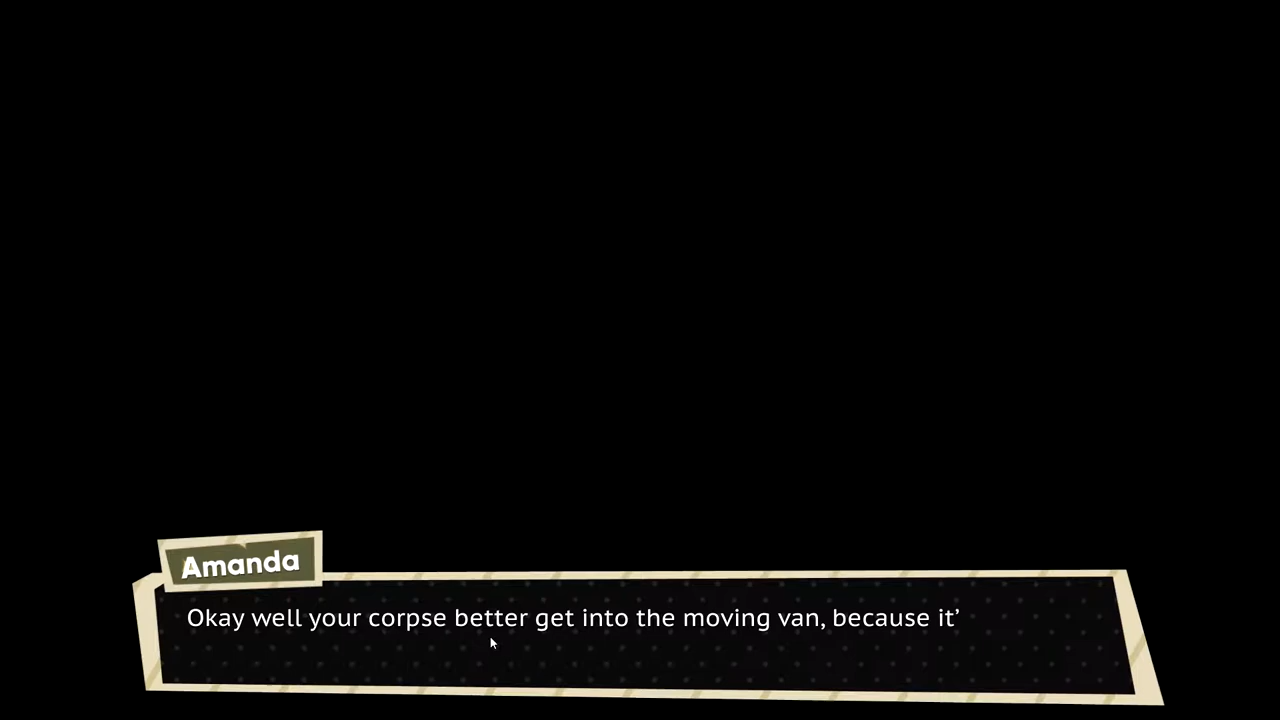 Amanda
Okay well your corpse better get into the moving van, because it’